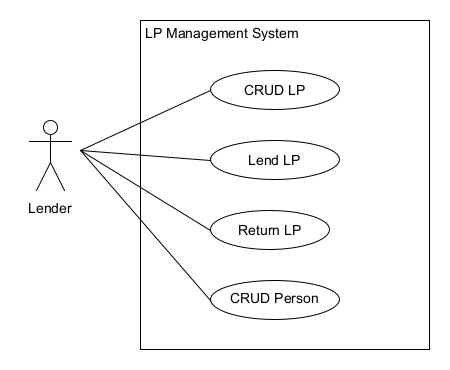 LP Management System
CRUD LP
Lend LP
Lender
Return LP
CRUD Person